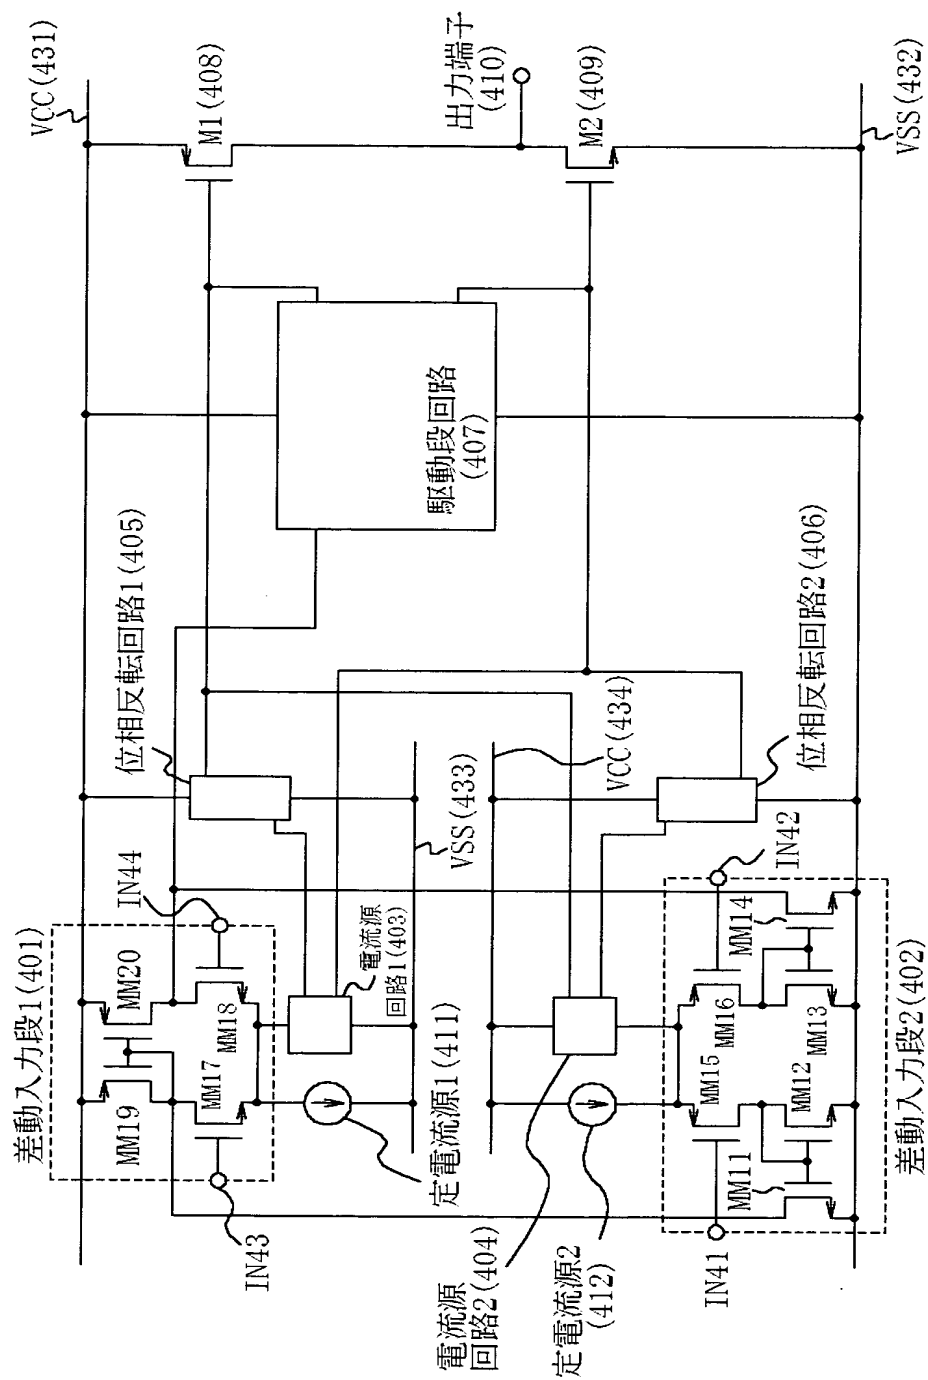 VCC(431)
M1(408)
出力端子
(410)
M2(409)
VSS(432)
駆動段回路
(407)
位相反転回路1(405)
位相反転回路2(406)
VCC(434)
VSS(433)
IN44
IN42
電流源
回路1(403)
差動入力段1(401)
MM20
MM19
MM18
MM17
定電流源1(411)
IN43
MM14
MM16
MM13
MM15
MM12
MM11
差動入力段2(402)
電流源
回路2(404)
定電流源2
(412)
IN41